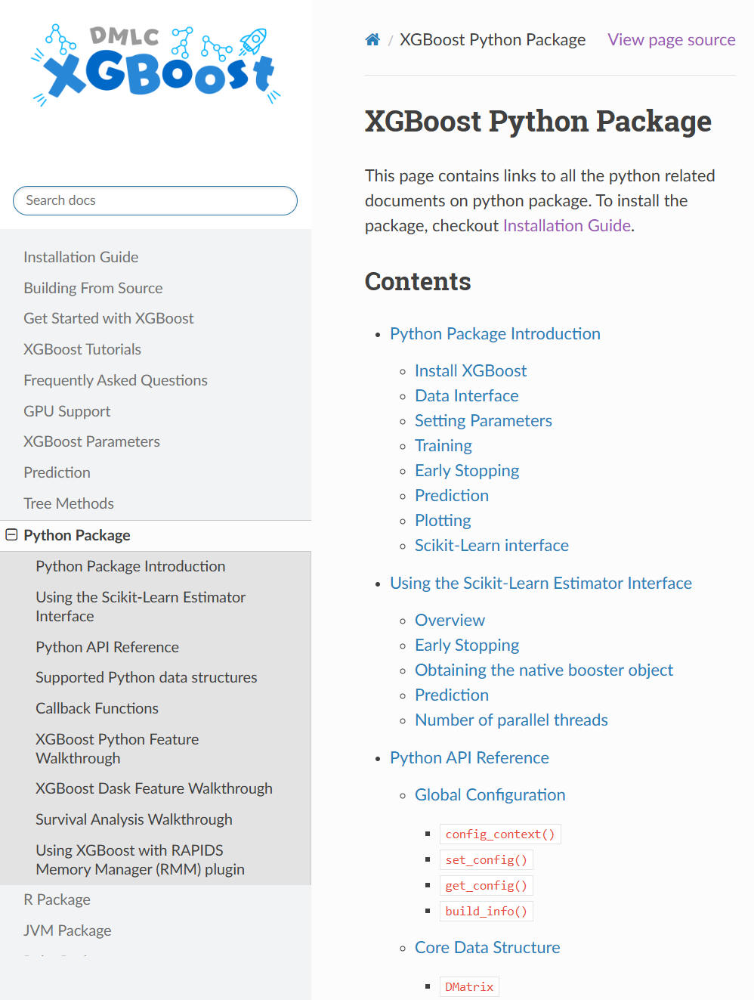 DMLC
XGBoost
Search docs
Installation Guide
Building From Source
Get Started with XGBoost
XGBoost Tutorials
Frequently Asked Questions
GPU Support
XGBoost Parameters
Prediction
Tree Methods
Python Package
Python Package Introduction
Using the Scikit-Learn Estimator
Interface
Python API Reference
Supported Python data structures
Callback Functions
XGBoost Python Feature
Walkthrough
XGBoost Dask Feature Walkthrough
Survival Analysis Walkthrough
Using XGBoost with RAPIDS
Memory Manager (RMM) plugin
R Package
JVM Package
/ XGBoost Python Package View page source
XGBoost Python Package
This page contains links to all the python related
documents on python package. To install the
package, checkout Installation Guide.
Contents
• Python Package Introduction
◦ Install XGBoost
◦ Data Interface
◦ Setting Parameters
◦ Training
◦ Early Stopping
◦ Prediction
◦ Plotting
◦ Scikit-Learn interface
• Using the Scikit-Learn Estimator Interface
◦ Overview
◦ Early Stopping
◦ Obtaining the native booster object
◦ Prediction
◦ Number of parallel threads
• Python API Reference
◦ Global Configuration
▪ config_context()
▪ set_config()
▪ get_config()
▪ build_info()
◦ Core Data Structure
▪ DMatrix